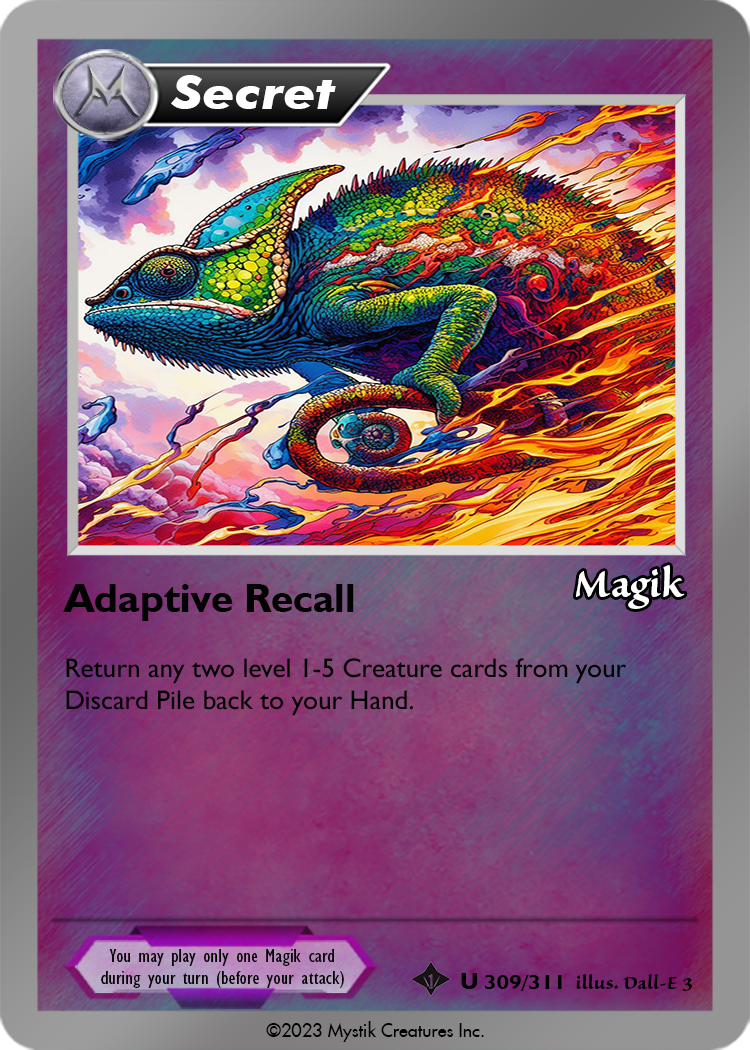 Secret
Adaptive Recall
Magik
Return any two level 1-5 Creature cards from your
Discard Pile back to your Hand.
You may play only one Magik card
during your turn (before your attack)
1 U 309/311 illus. Dall-E 3
©2023 Mystik Creatures Inc.